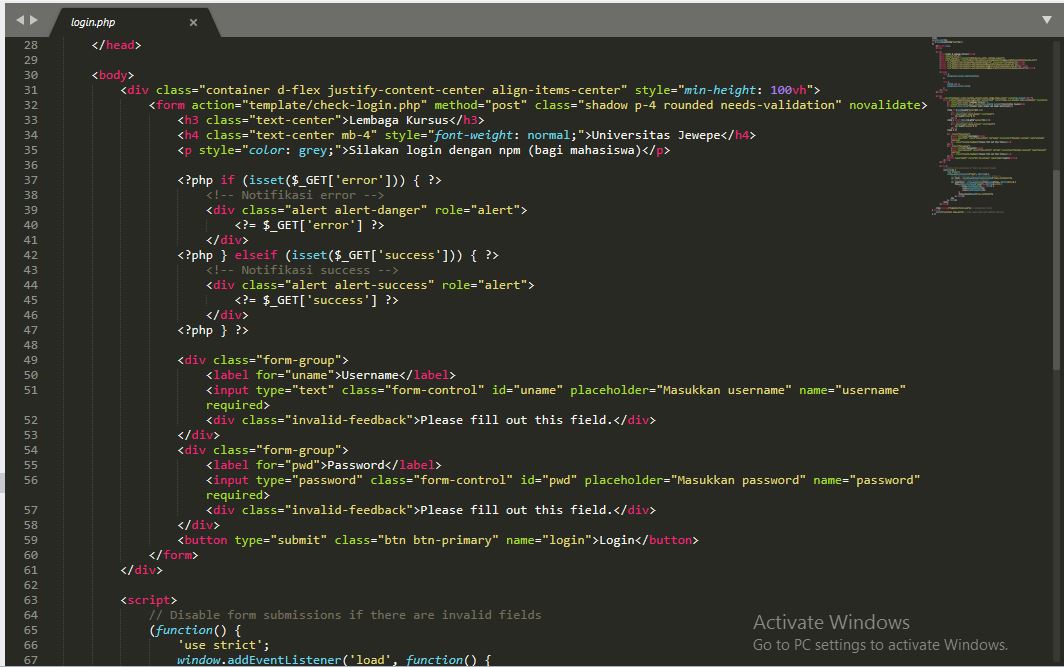 login.php ×
28 </head>
29
30 <body>
31 <div class="container d-flex justify-content-center align-items-center" style="min-height: 100vh">
32 <form action="template/check-login.php" method="post" class="shadow p-4 rounded needs-validation" novalidate>
33 <h3 class="text-center">Lembaga Kursus</h3>
34 <h4 class="text-center mb-4" style="font-weight: normal;">Universitas Jewepe</h4>
35 <p style="color: grey;">Silakan login dengan npm (bagi mahasiswa)</p>
36
37 <?php if (isset($_GET['error'])) { ?>
38 <!-- Notifikasi error -->
39 <div class="alert alert-danger" role="alert">
40 <?= $_GET['error'] ?>
41 </div>
42 <?php } elseif (isset($_GET['success'])) { ?>
43 <!-- Notifikasi success -->
44 <div class="alert alert-success" role="alert">
45 <?= $_GET['success'] ?>
46 </div>
47 <?php } ?>
48
49 <div class="form-group">
50 <label for="uname">Username</label>
51 <input type="text" class="form-control" id="uname" placeholder="Masukkan username" name="username"
required>
52 <div class="invalid-feedback">Please fill out this field.</div>
53 </div>
54 <div class="form-group">
55 <label for="pwd">Password</label>
56 <input type="password" class="form-control" id="pwd" placeholder="Masukkan password" name="password"
required>
57 <div class="invalid-feedback">Please fill out this field.</div>
58 </div>
59 <button type="submit" class="btn btn-primary" name="login">Login</button>
60 </form>
61 </div>
62
63 <script>
64 // Disable form submissions if there are invalid fields
65 (function() {
66 'use strict';
67 window.addEventListener('load', function() {
Activate Windows
Go to PC settings to activate Windows.